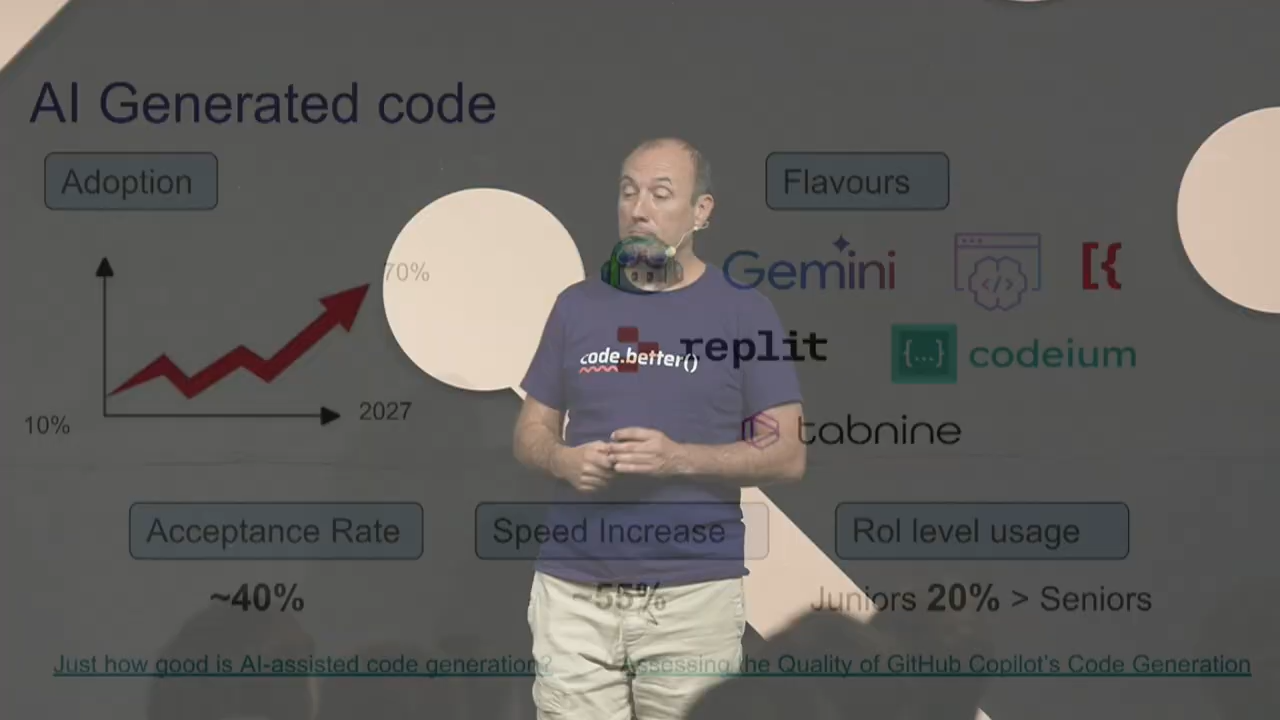 AI Generated code
Adoption
Flavours
70%
10%
2027
Gemini
</>
[{
replit
{...} codeium
tabnine
code.better()
Acceptance Rate
Speed Increase
Rol level usage
~40%
~55%
Juniors 20% > Seniors
Just how good is AI-assisted code generation?
Assessing the Quality of GitHub Copilot's Code Generation